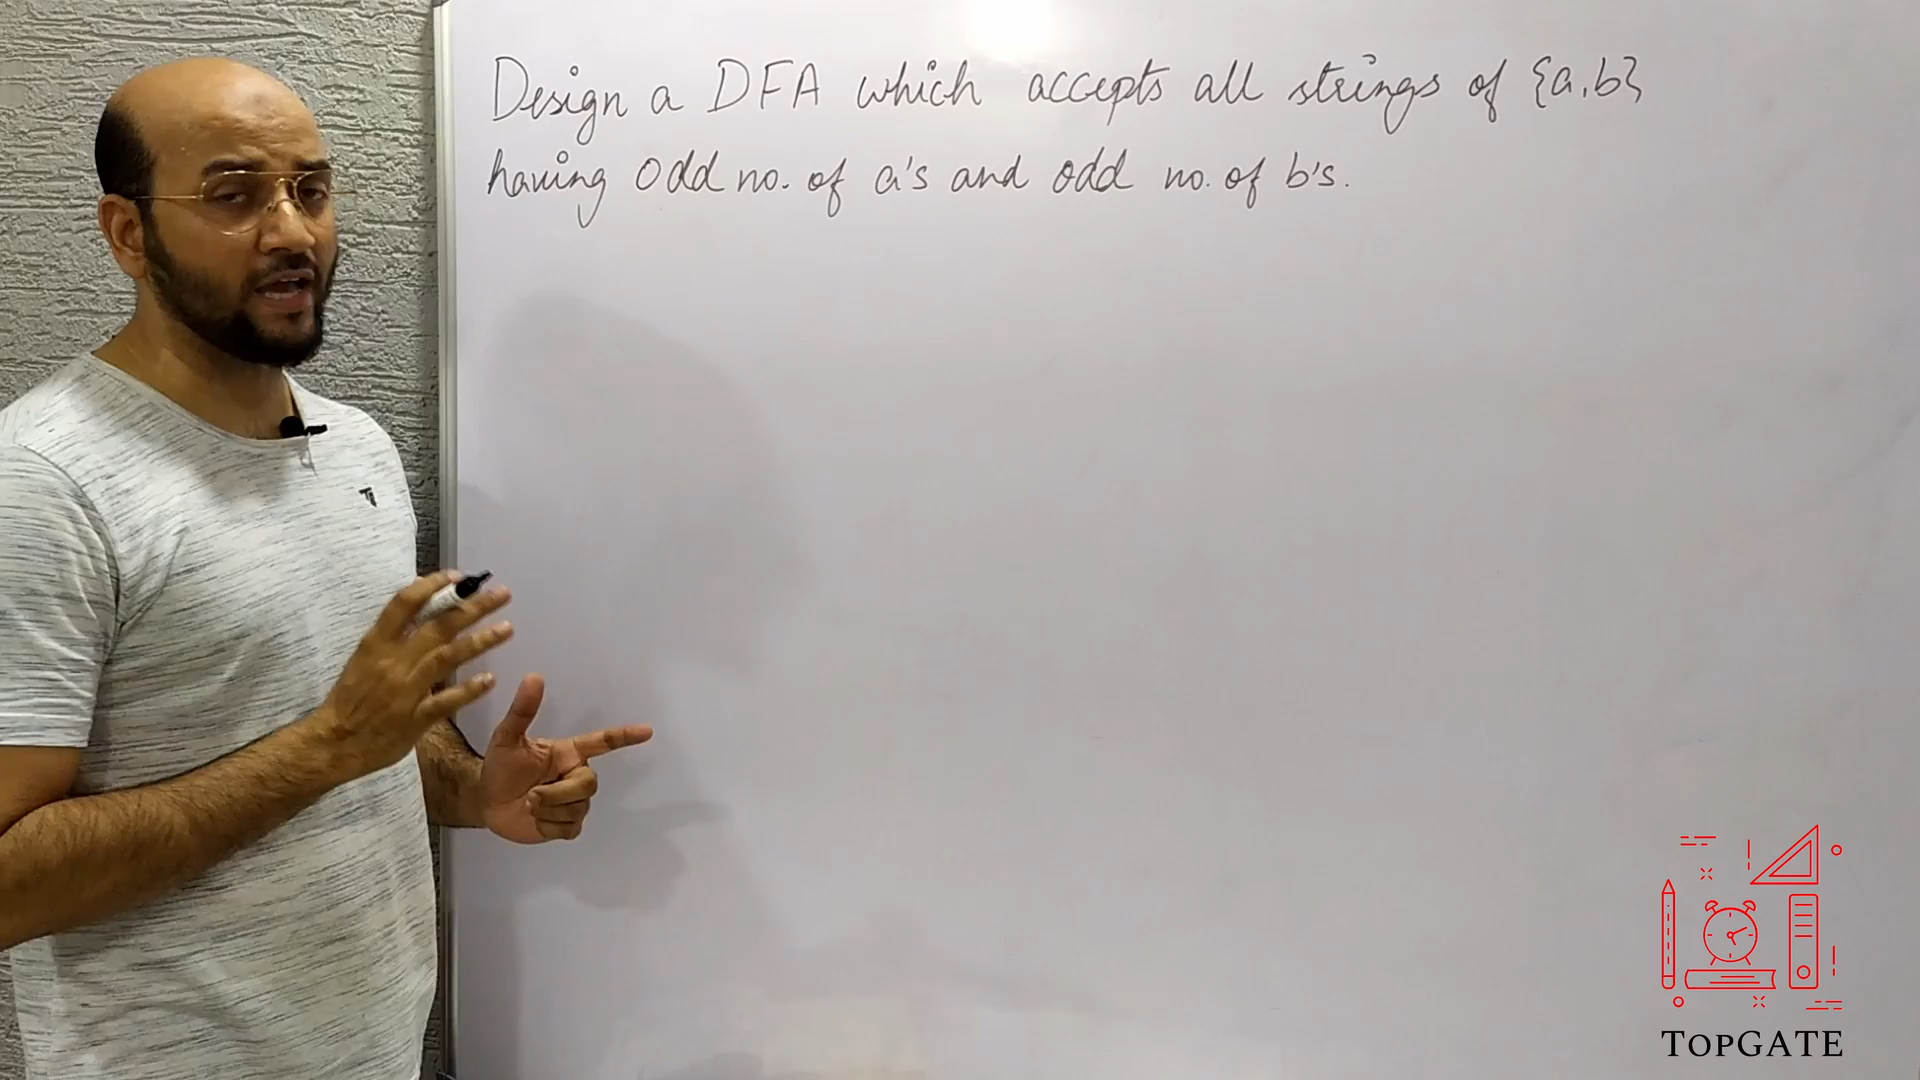 Design a DFA which accepts all strings of {a,b}
having odd no. of a's and odd no. of b's.
TOPGATE